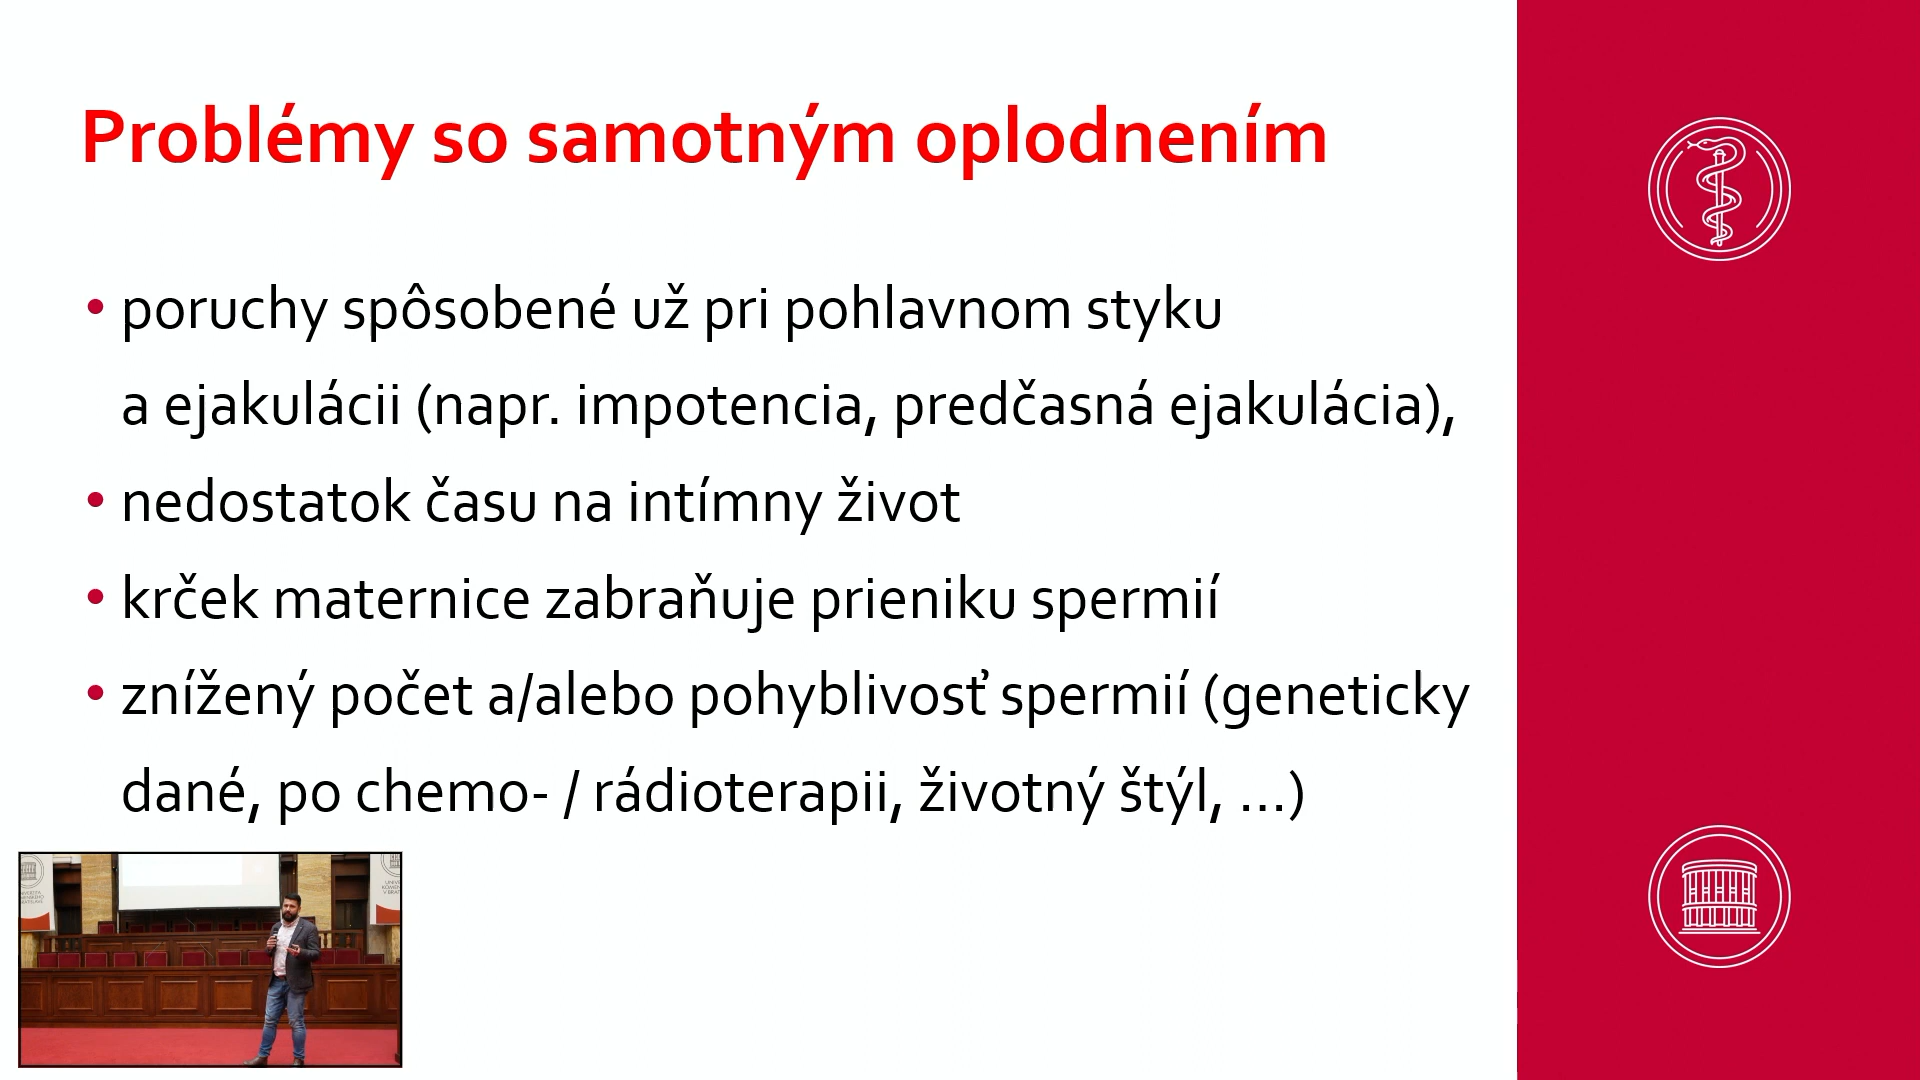 Problémy so samotným oplodnením
• poruchy spôsobené už pri pohlavnom styku
a ejakulácii (napr. impotencia, predčasná ejakulácia),
• nedostatok času na intímny život
• krček maternice zabraňuje prieniku spermií
• znížený počet a/alebo pohyblivosť spermií (geneticky
dané, po chemo- / rádioterapii, životný štýl, ...)